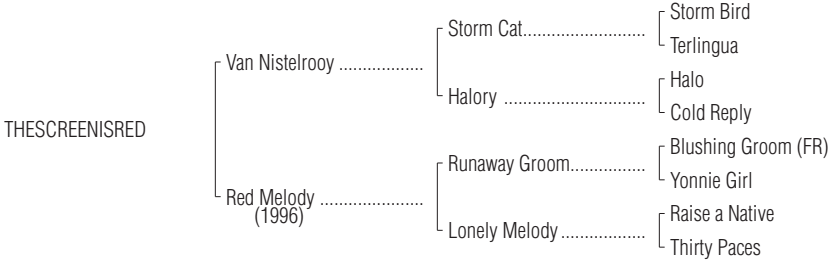 Storm Bird
Storm Cat..........................
Terlingua
Van Nistelrooy ..................
Halo
Halory ..............................
Cold Reply
THESCREENISRED
Blushing Groom (FR)
Runaway Groom................
Yonnie Girl
Red Melody ......................
(1996)
Raise a Native
Lonely Melody ..................
Thirty Paces